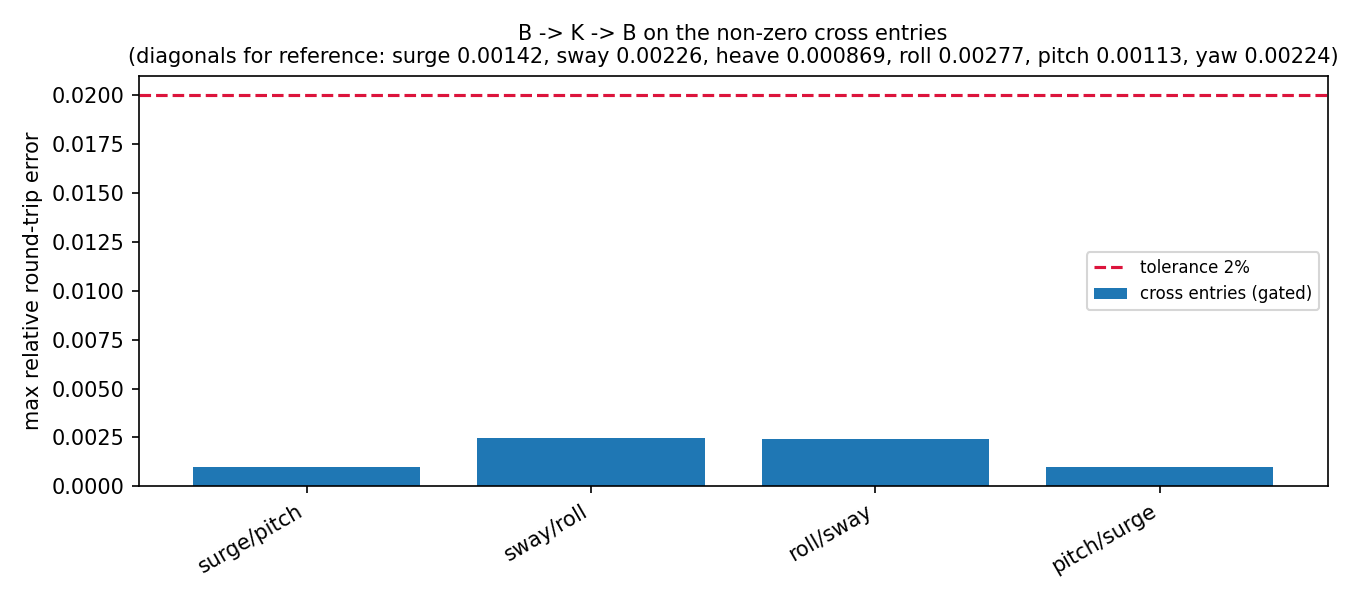 B -> K -> B on the non-zero cross entries
(diagonals for reference: surge 0.00142, sway 0.00226, heave 0.000869, roll 0.00277, pitch 0.00113, yaw 0.00224)
max relative round-trip error
0.0200
0.0175
0.0150
0.0125
0.0100
0.0075
0.0050
0.0025
0.0000
tolerance 2%
cross entries (gated)
surge/pitch
sway/roll
roll/sway
pitch/surge